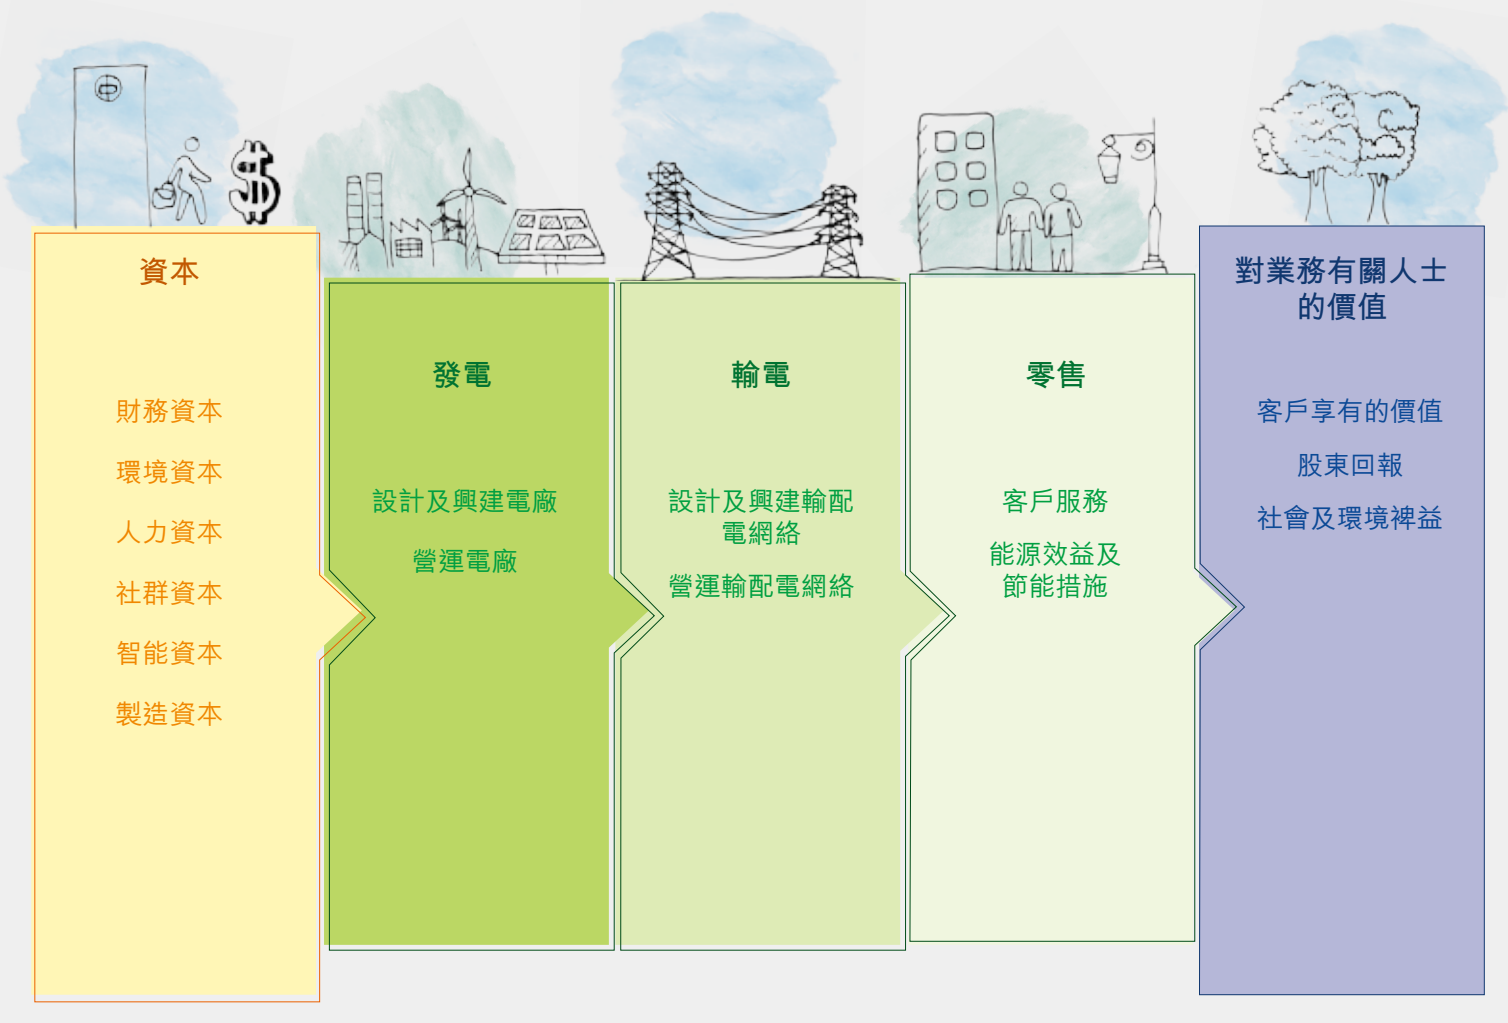 資本
財務資本
環境資本
人力資本
社群資本
智能資本
製造資本
發電
設計及興建電廠
營運電廠
輸電
設計及興建輸配
電網絡
營運輸配電網絡
零售
客戶服務
能源效益及
節能措施
對業務有關人士
的價值
客戶享有的價值
股東回報
社會及環境裨益